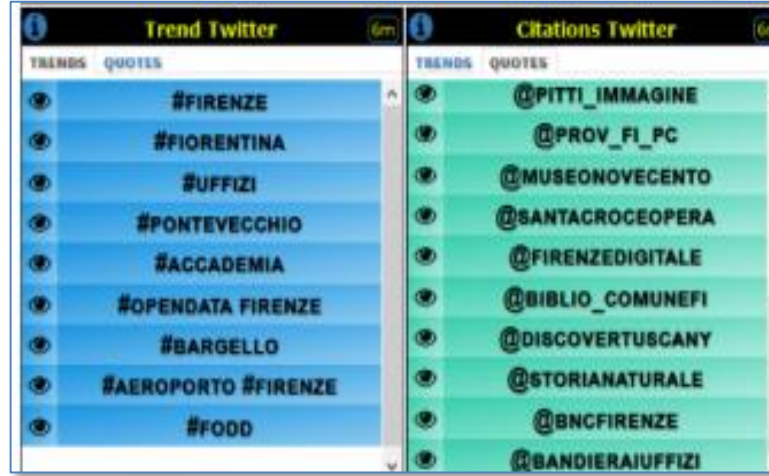 Trend Twitter
6m
TRENDS QUOTES
#FIRENZE
#FIORENTINA
#UFFIZI
#PONTEVECCHIO
#ACCADEMIA
#OPENDATA FIRENZE
#BARGELLO
#AEROPORTO #FIRENZE
#FODD
Citations Twitter
TRENDS QUOTES
@PITTI_IMMAGINE
@PROV_FI_PC
@MUSEONOVECENTO
@SANTACROCEOPERA
@FIRENZEDIGITALE
@BIBLIO_COMUNEFI
@DISCOVERTUSCANY
@STORIANATURALE
@BNCFIRENZE
@BANDIERAIUFFIZI